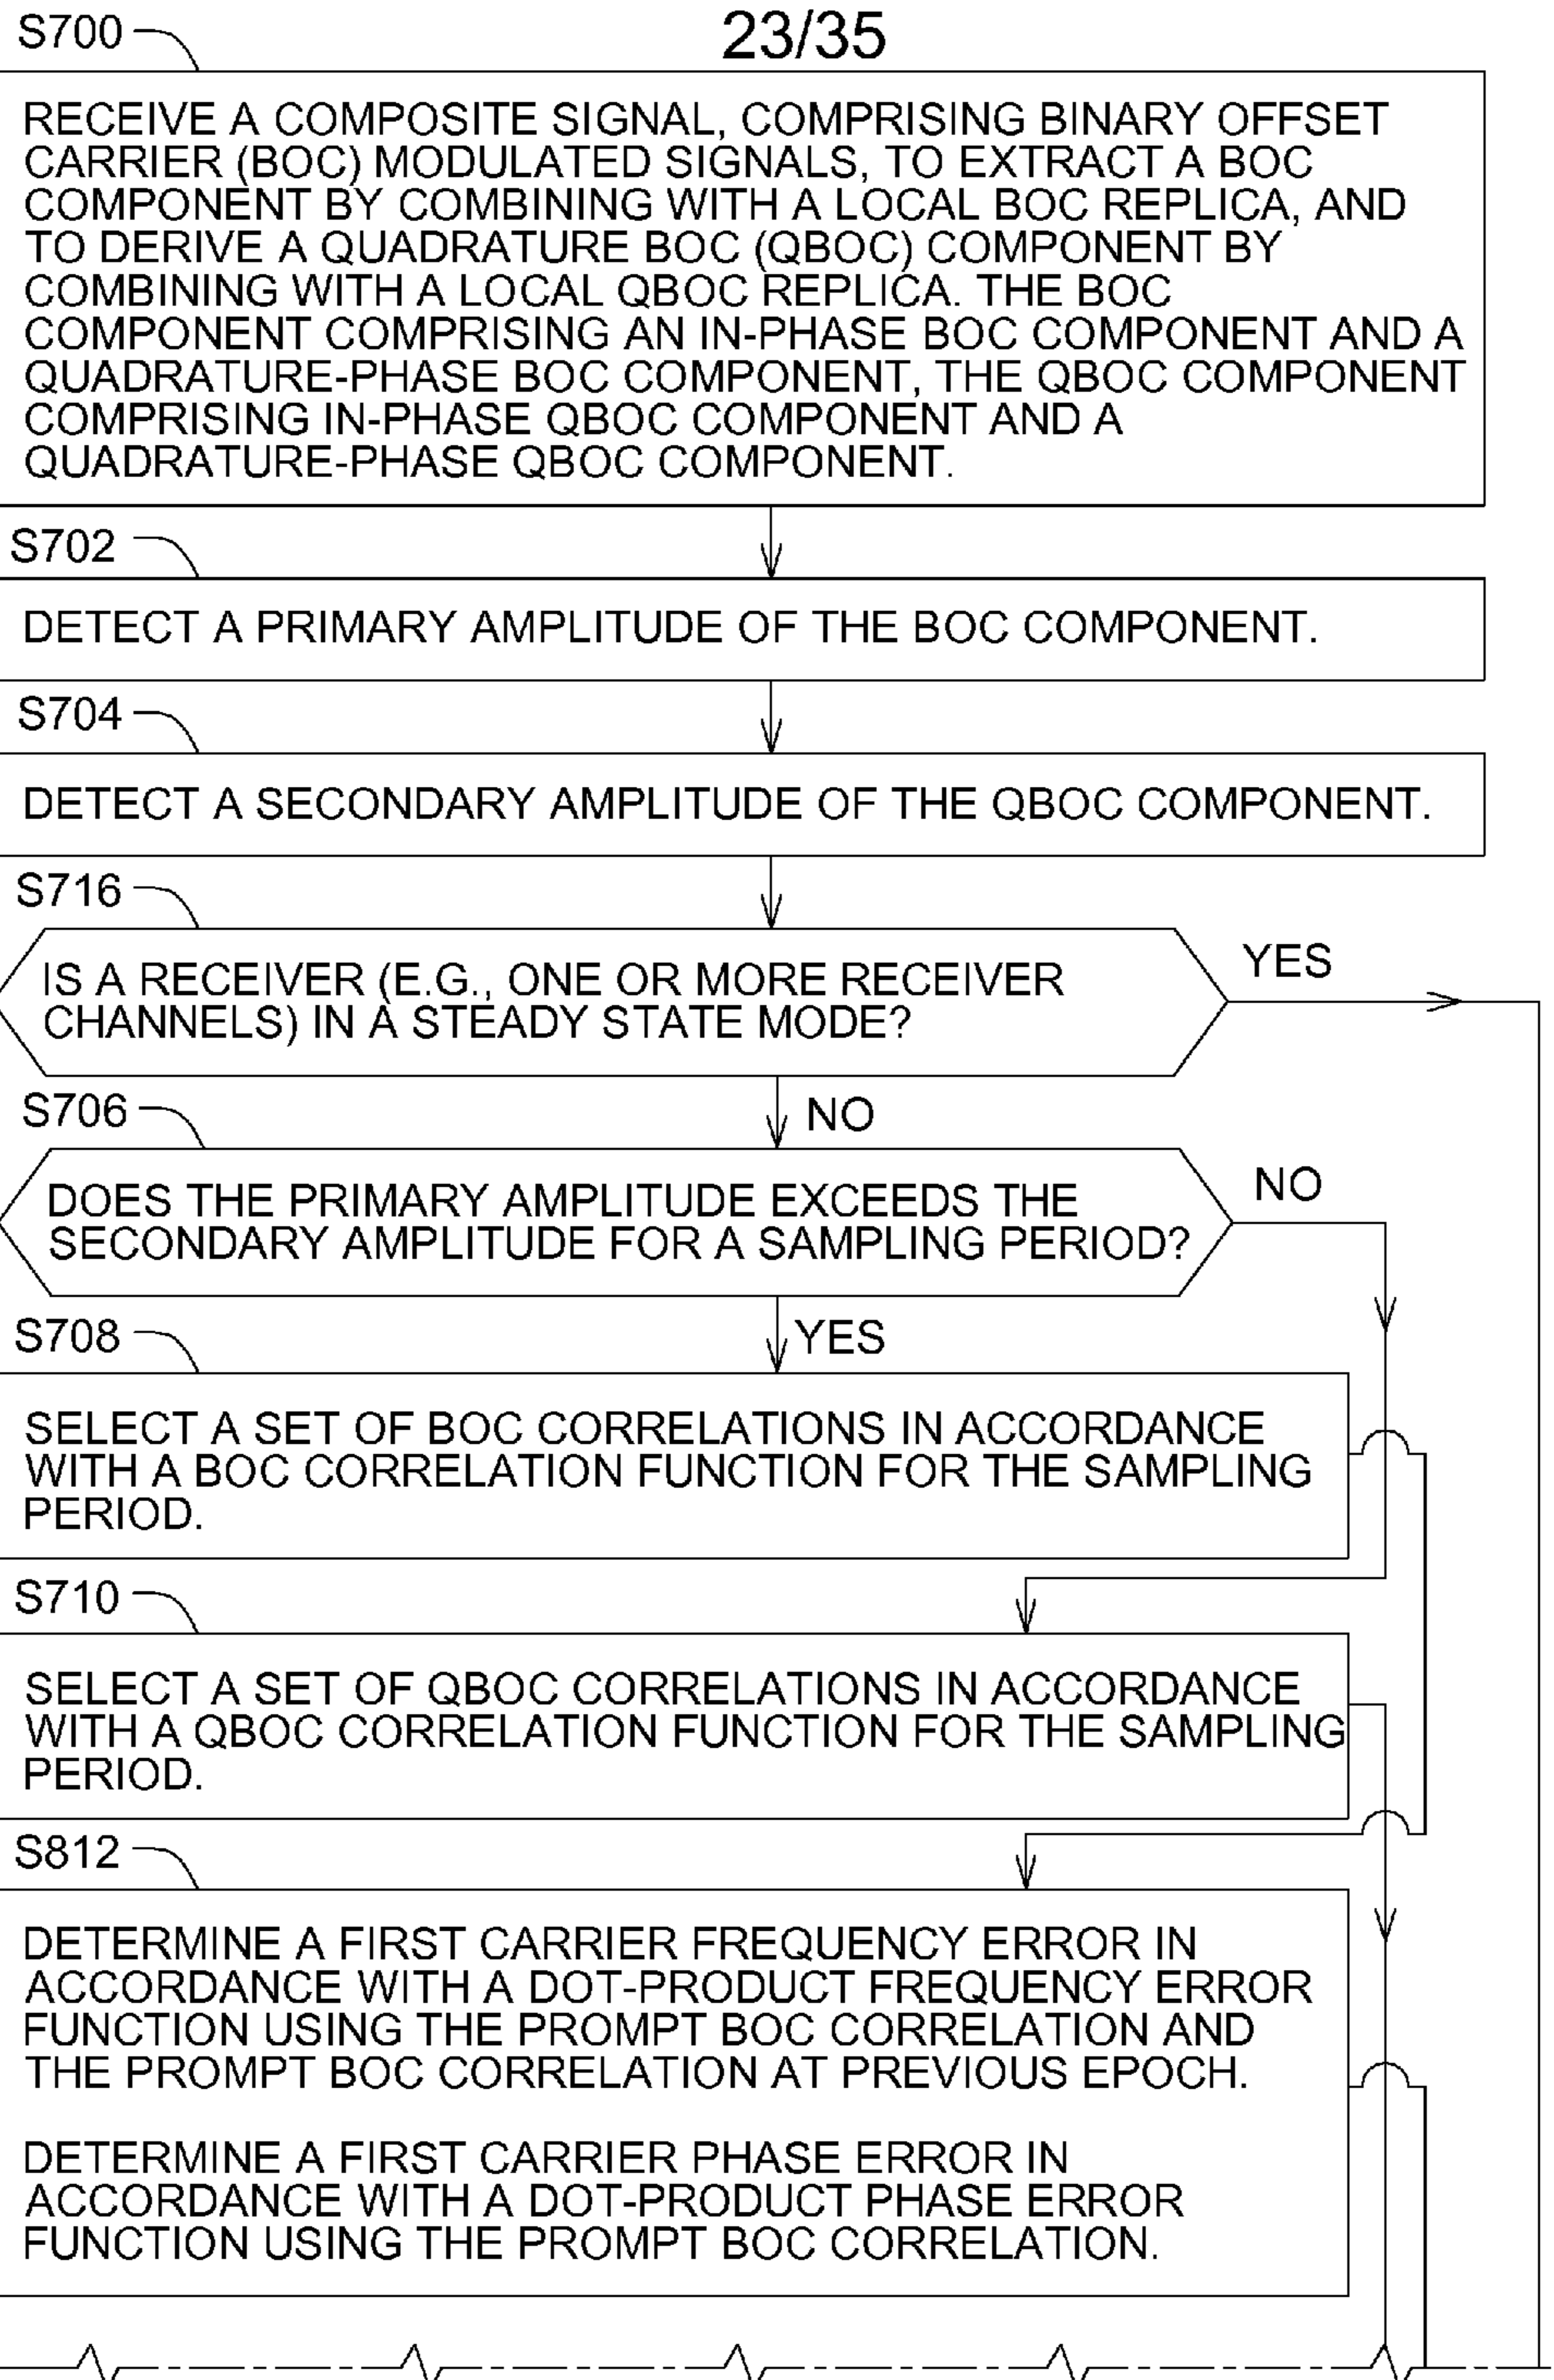 23/35
S700
RECEIVE A COMPOSITE SIGNAL, COMPRISING BINARY OFFSET
CARRIER (BOC) MODULATED SIGNALS, TO EXTRACT A BOC
COMPONENT BY COMBINING WITH A LOCAL BOC REPLICA, AND
TO DERIVE A QUADRATURE BOC (QBOC) COMPONENT BY
COMBINING WITH A LOCAL QBOC REPLICA. THE BOC
COMPONENT COMPRISING AN IN-PHASE BOC COMPONENT AND A
QUADRATURE-PHASE BOC COMPONENT, THE QBOC COMPONENT
COMPRISING IN-PHASE QBOC COMPONENT AND A
QUADRATURE-PHASE QBOC COMPONENT.
S702
DETECT A PRIMARY AMPLITUDE OF THE BOC COMPONENT.
S704
DETECT A SECONDARY AMPLITUDE OF THE QBOC COMPONENT.
S716
IS A RECEIVER (E.G., ONE OR MORE RECEIVER
CHANNELS) IN A STEADY STATE MODE?
YES
NO
S706
DOES THE PRIMARY AMPLITUDE EXCEEDS THE
SECONDARY AMPLITUDE FOR A SAMPLING PERIOD?
NO
YES
S708
SELECT A SET OF BOC CORRELATIONS IN ACCORDANCE
WITH A BOC CORRELATION FUNCTION FOR THE SAMPLING
PERIOD.
S710
SELECT A SET OF QBOC CORRELATIONS IN ACCORDANCE
WITH A QBOC CORRELATION FUNCTION FOR THE SAMPLING
PERIOD.
S812
DETERMINE A FIRST CARRIER FREQUENCY ERROR IN
ACCORDANCE WITH A DOT-PRODUCT FREQUENCY ERROR
FUNCTION USING THE PROMPT BOC CORRELATION AND
THE PROMPT BOC CORRELATION AT PREVIOUS EPOCH.
DETERMINE A FIRST CARRIER PHASE ERROR IN
ACCORDANCE WITH A DOT-PRODUCT PHASE ERROR
FUNCTION USING THE PROMPT BOC CORRELATION.